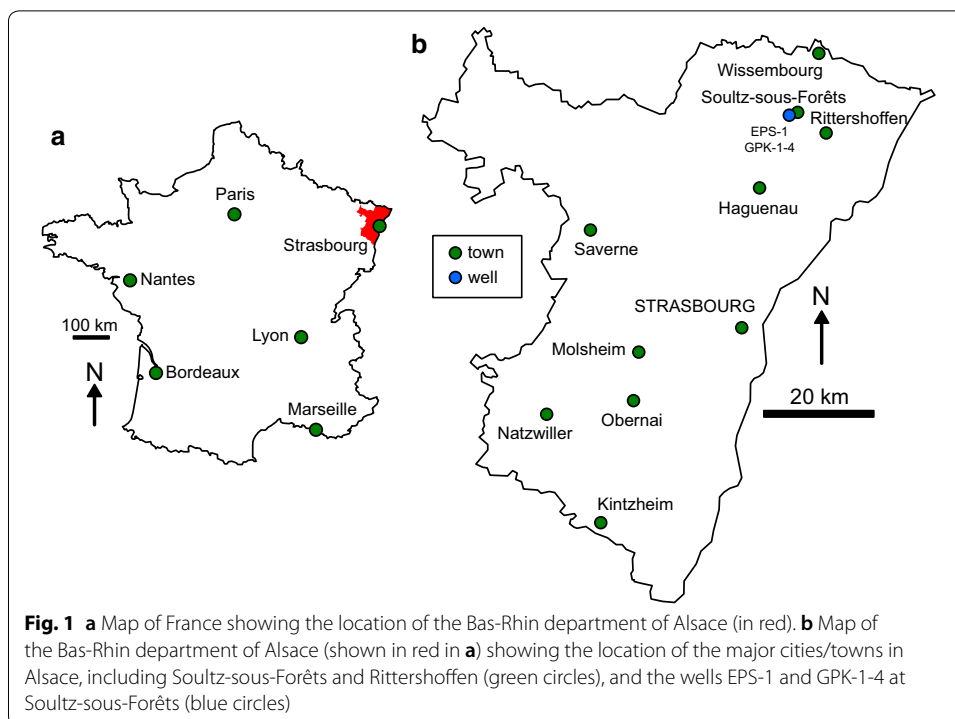 a
Paris
Strasbourg
Nantes
100 km
Lyon
N
Bordeaux
Marseille
b
Wissembourg
Soultz-sous-Forêts
Rittershoffen
EPS-1
GPK-1-4
Haguenau
Saverne
town
well
STRASBOURG
N
Molsheim
20 km
Obernai
Natzwiller
Kintzheim
Fig. 1 a Map of France showing the location of the Bas-Rhin department of Alsace (in red). b Map of
the Bas-Rhin department of Alsace (shown in red in a) showing the location of the major cities/towns in
Alsace, including Soultz-sous-Forêts and Rittershoffen (green circles), and the wells EPS-1 and GPK-1-4 at
Soultz-sous-Forêts (blue circles)